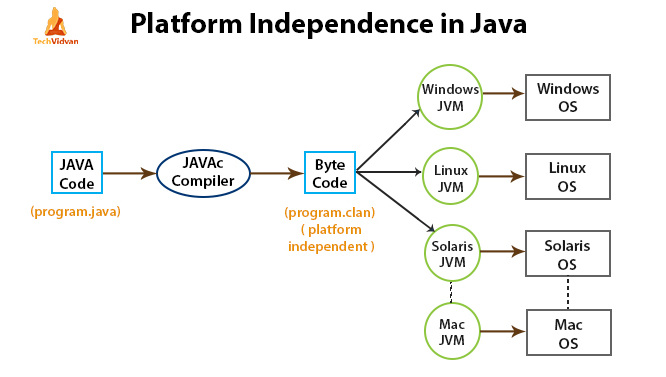 Platform Independence in Java
TechVidvan
JAVA
Code
(program.java)
JAVAc
Compiler
Byte
Code
(program.clan)
( platform
independent )
Windows
JVM
Windows
OS
Linux
JVM
Linux
OS
Solaris
JVM
Solaris
OS
Mac
JVM
Mac
OS